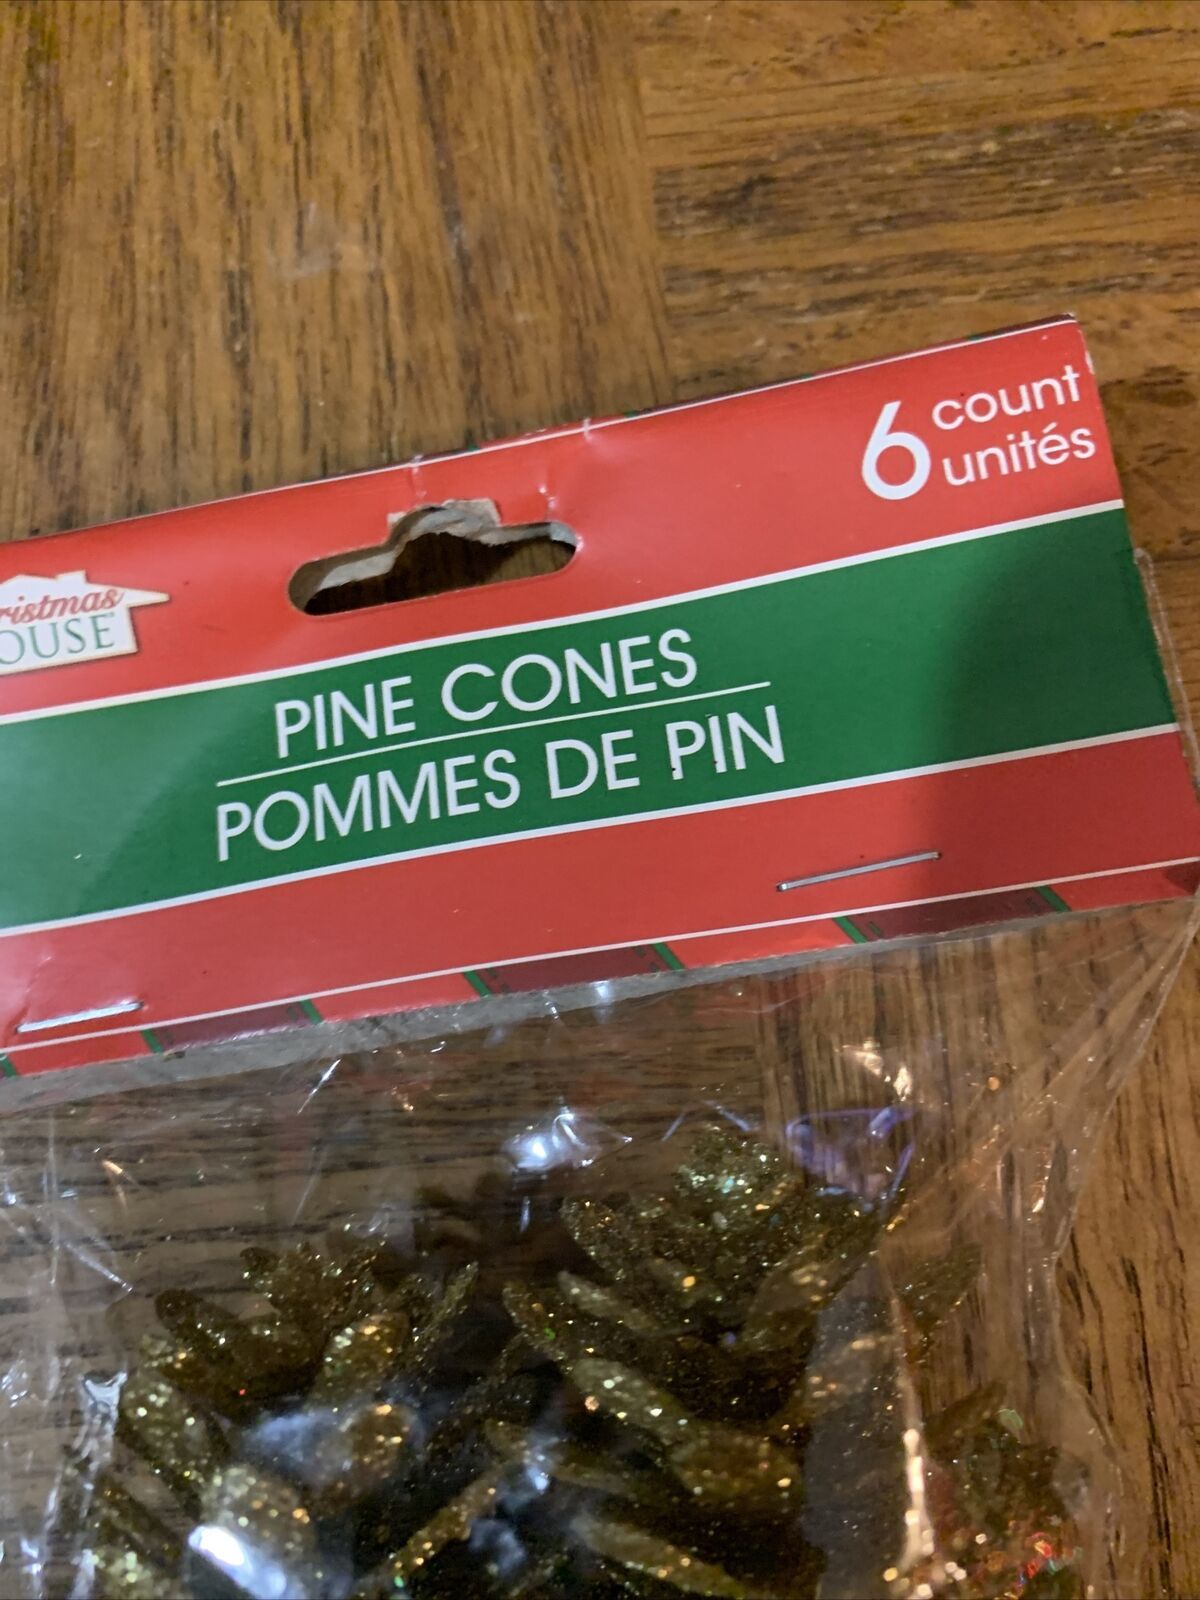 6 count
unités
ristmas
OUSE
PINE CONES
POMMES DE PIN